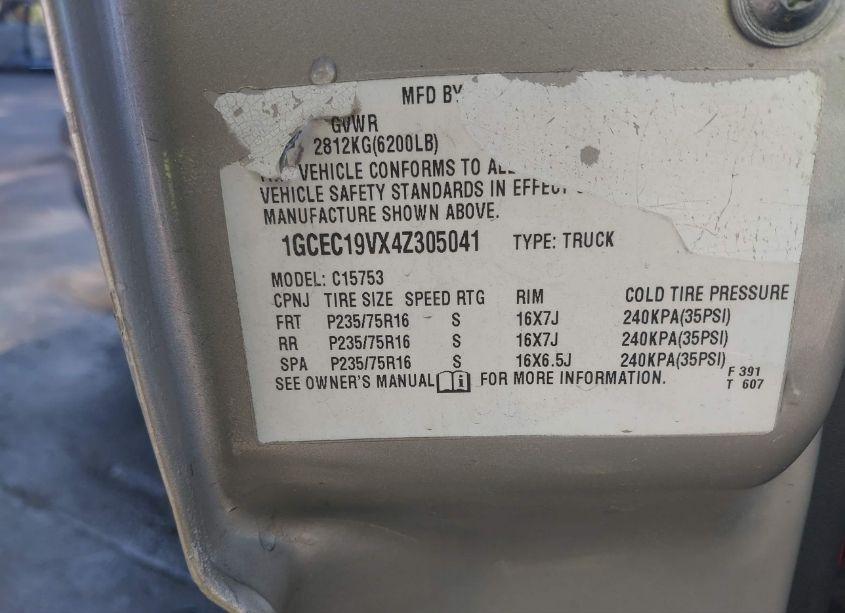 MFD BY
GVWR
2812KG(6200LB)
VEHICLE CONFORMS TO ALL
VEHICLE SAFETY STANDARDS IN EFFECT
MANUFACTURE SHOWN ABOVE.
1GCEC19VX4Z305041 TYPE: TRUCK
MODEL: C15753
CPNJ TIRE SIZE SPEED RTG RIM COLD TIRE PRESSURE
FRT P235/75R16 S 16X7J 240KPA(35PSI)
RR P235/75R16 S 16X7J 240KPA(35PSI)
SPA P235/75R16 S 16X6.5J 240KPA(35PSI)
SEE OWNER'S MANUAL FOR MORE INFORMATION.
F 391
T 607